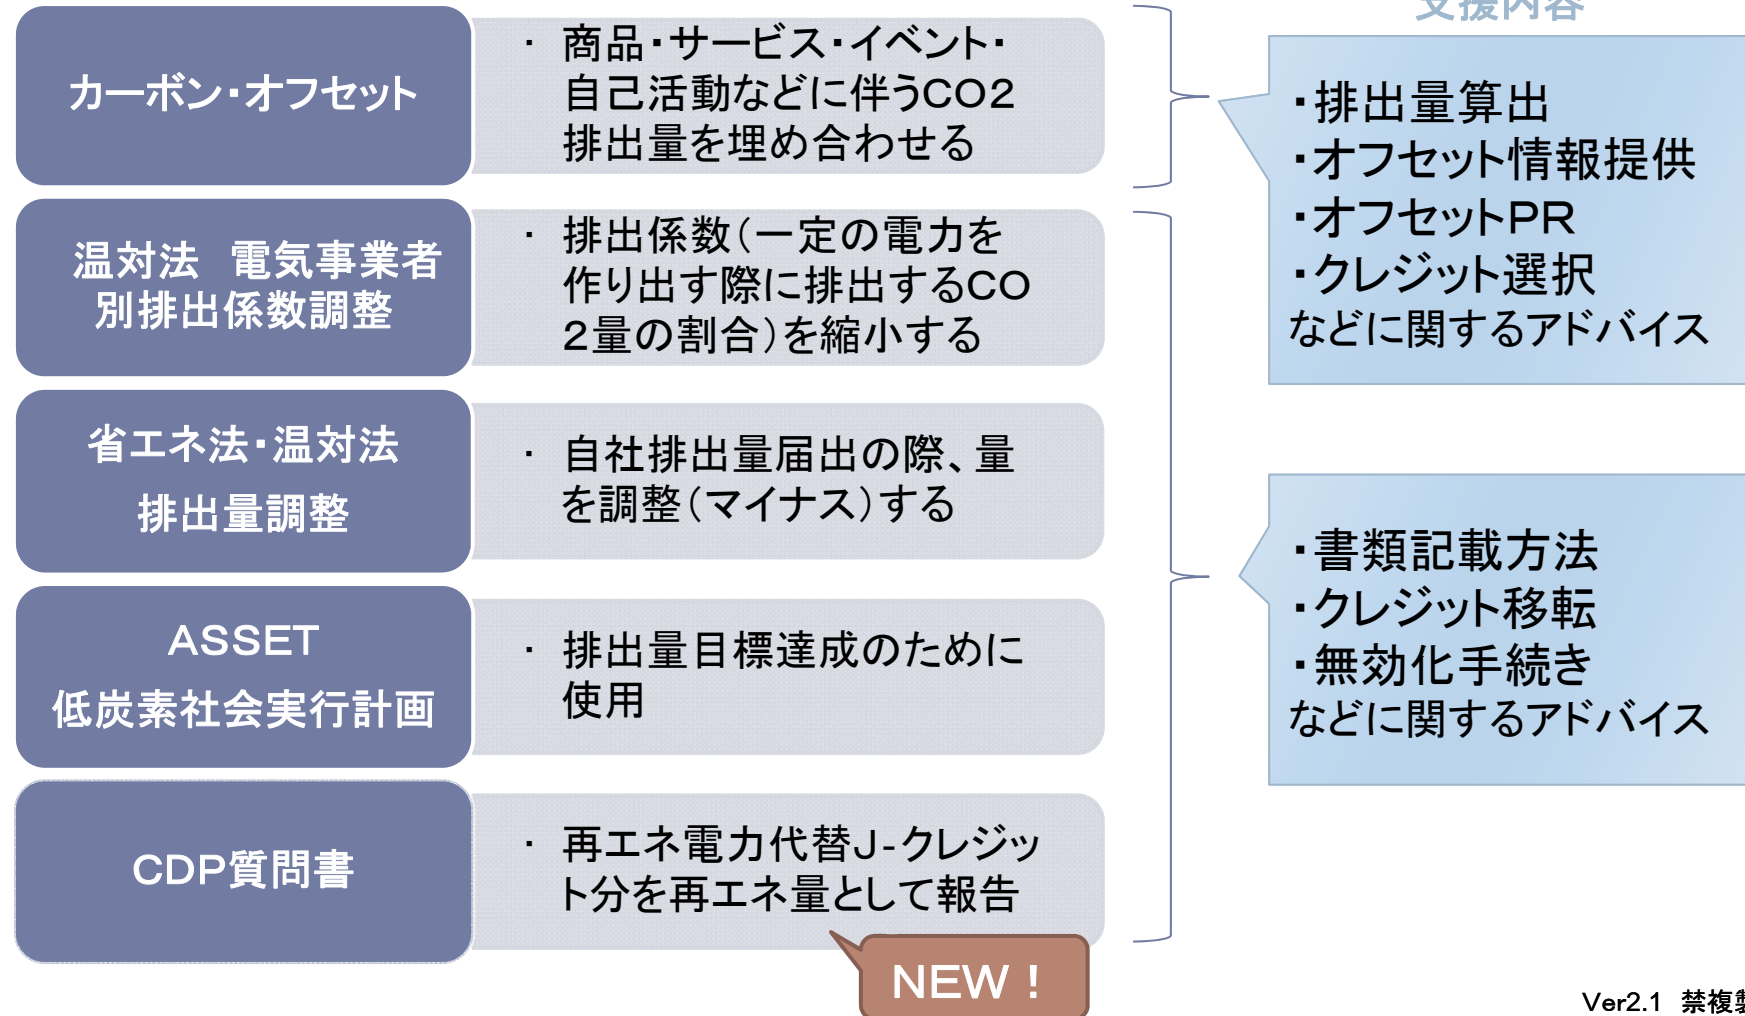 カーボン・オフセット
・ 商品・サービス・イベント・
自己活動などに伴うCO2
排出量を埋め合わせる
温対法　電気事業者
別排出係数調整
・ 排出係数（一定の電力を
作り出す際に排出するCO
2量の割合）を縮小する
省エネ法・温対法
排出量調整
・ 自社排出量届出の際、量
を調整（マイナス）する
ASSET
低炭素社会実行計画
・ 排出量目標達成のために
使用
CDP質問書
・ 再エネ電力代替J-クレジッ
ト分を再エネ量として報告
NEW！
支援内容
・排出量算出
・オフセット情報提供
・オフセットPR
・クレジット選択
などに関するアドバイス
・書類記載方法
・クレジット移転
・無効化手続き
などに関するアドバイス
Ver2.1　禁複製